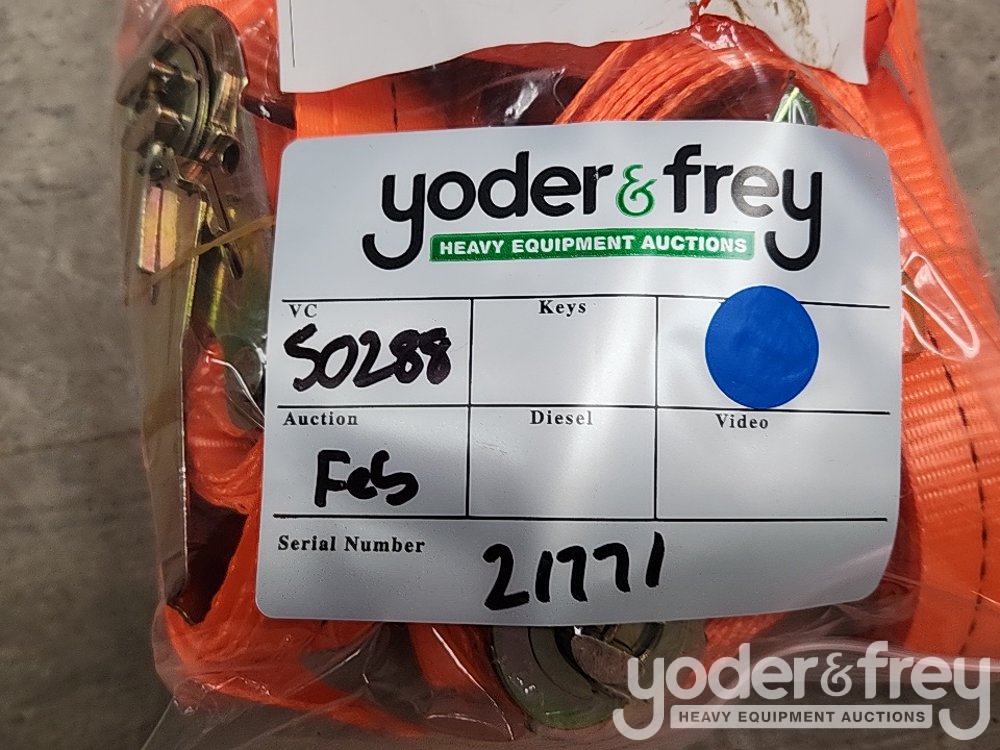 yoder & frey
HEAVY EQUIPMENT AUCTIONS
VC Keys
S0288
Auction Diesel Video
Feb
Serial Number 21771
yoder & frey
HEAVY EQUIPMENT AUCTIONS